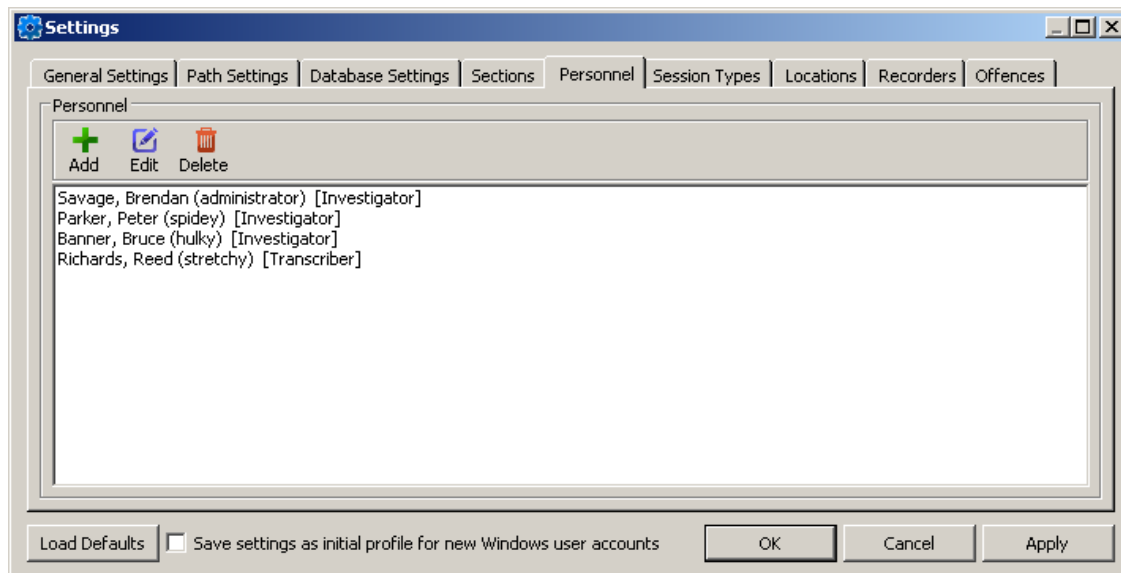 Settings
General Settings Path Settings Database Settings Sections Personnel Session Types Locations Recorders Offences
Personnel
Add Edit Delete
Savage, Brendan (administrator) [Investigator]
Parker, Peter (spidey) [Investigator]
Banner, Bruce (hulky) [Investigator]
Richards, Reed (stretchy) [Transcriber]
Load Defaults Save settings as initial profile for new Windows user accounts OK Cancel Apply